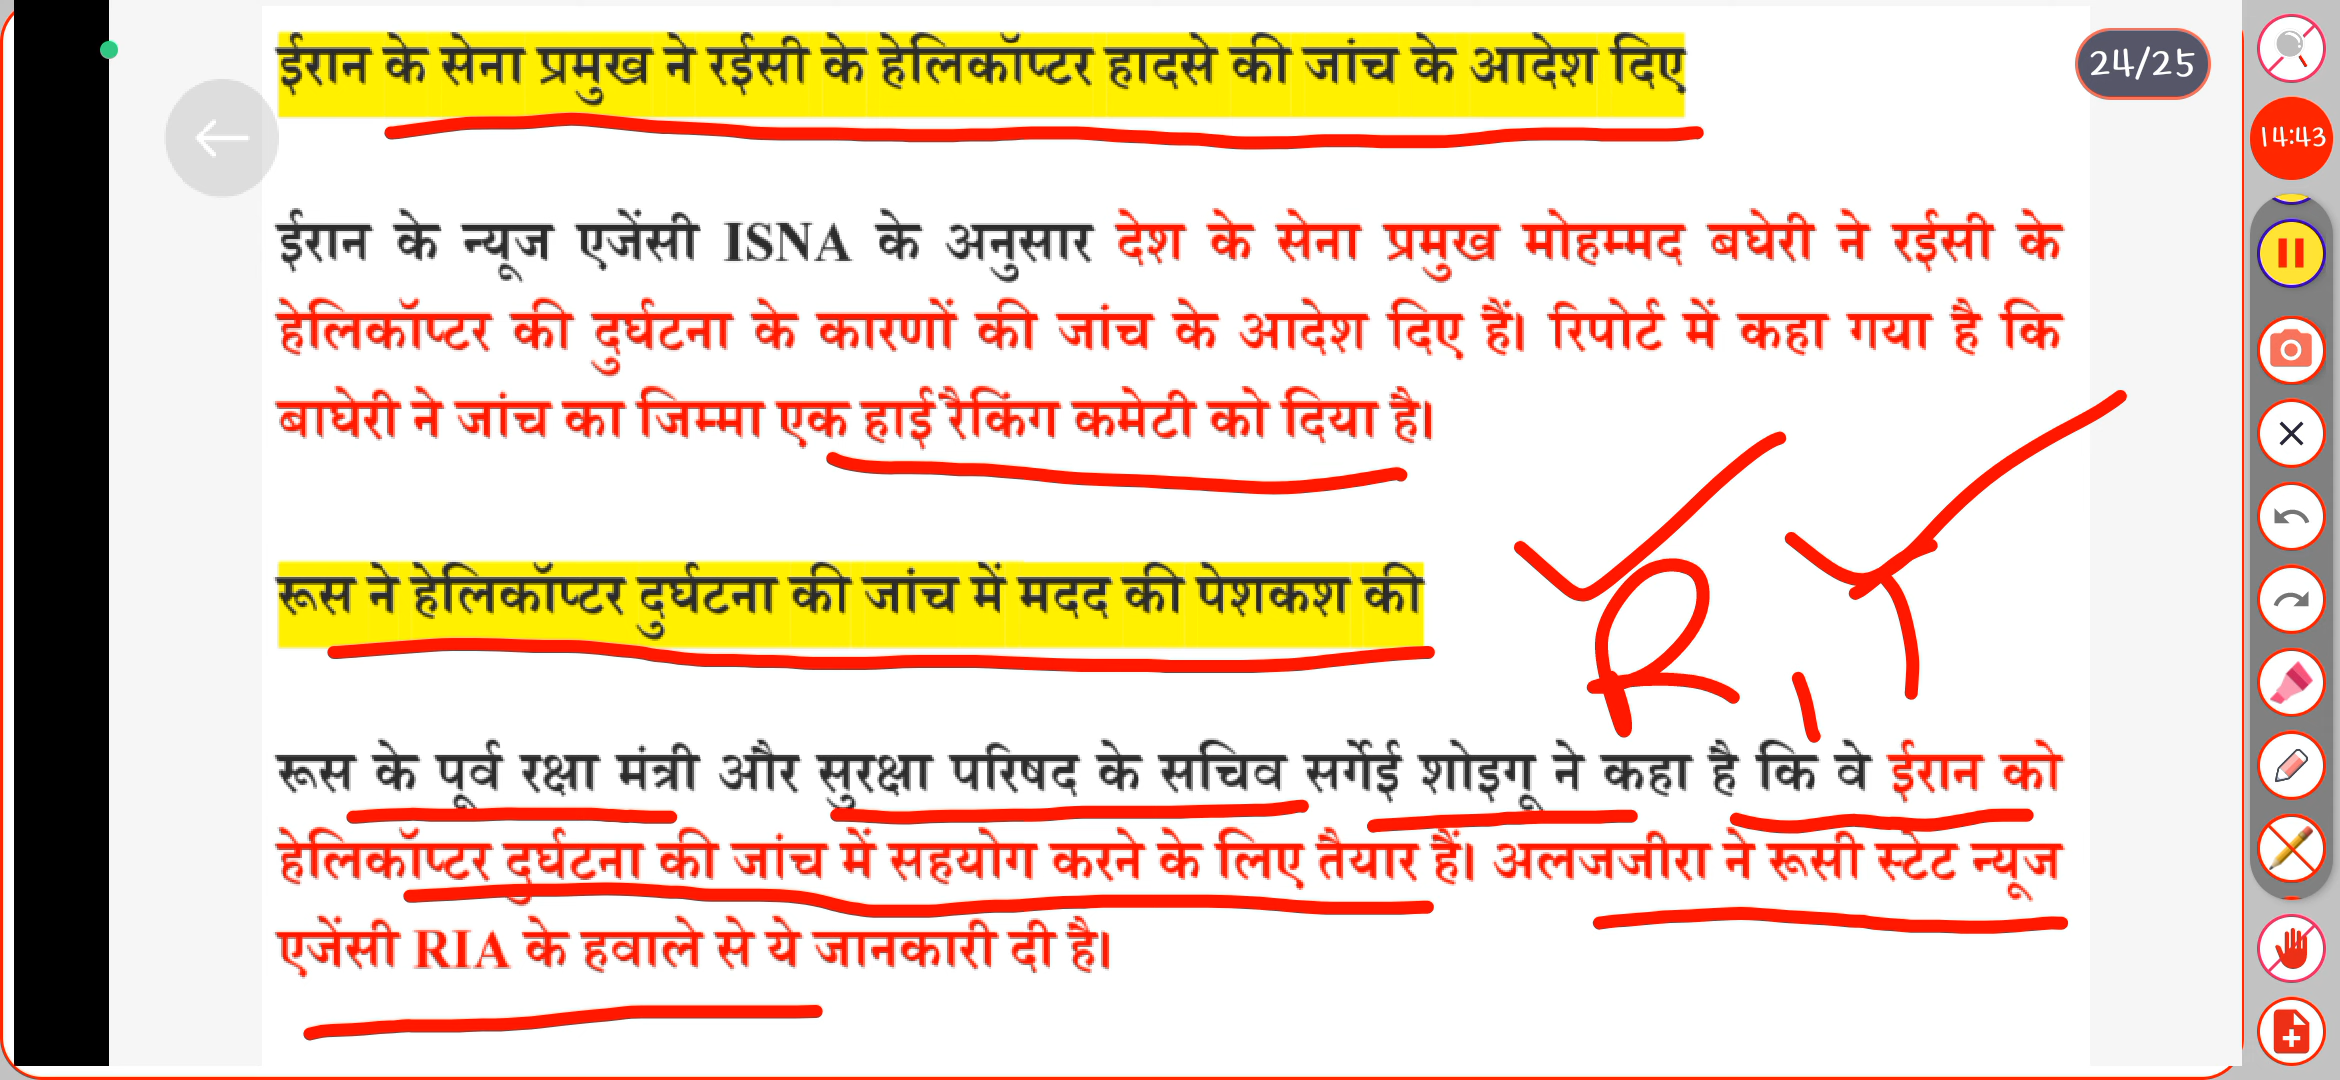 ईरान के सेना प्रमुख ने रईसी के हेलिकॉप्टर हादसे की जांच के आदेश दिए
24/25
14:43
ईरान के न्यूज एजेंसी ISNA के अनुसार देश के सेना प्रमुख मोहम्मद बघेरी ने रईसी के
हेलिकॉप्टर की दुर्घटना के कारणों की जांच के आदेश दिए हैं। रिपोर्ट में कहा गया है कि
बाघेरी ने जांच का जिम्मा एक हाई रैकिंग कमेटी को दिया है।
रूस ने हेलिकॉप्टर दुर्घटना की जांच में मदद की पेशकश की
रूस के पूर्व रक्षा मंत्री और सुरक्षा परिषद के सचिव सर्गेई शोइगू ने कहा है कि वे ईरान को
हेलिकॉप्टर दुर्घटना की जांच में सहयोग करने के लिए तैयार हैं। अलजजीरा ने रूसी स्टेट न्यूज
एजेंसी RIA के हवाले से ये जानकारी दी है।